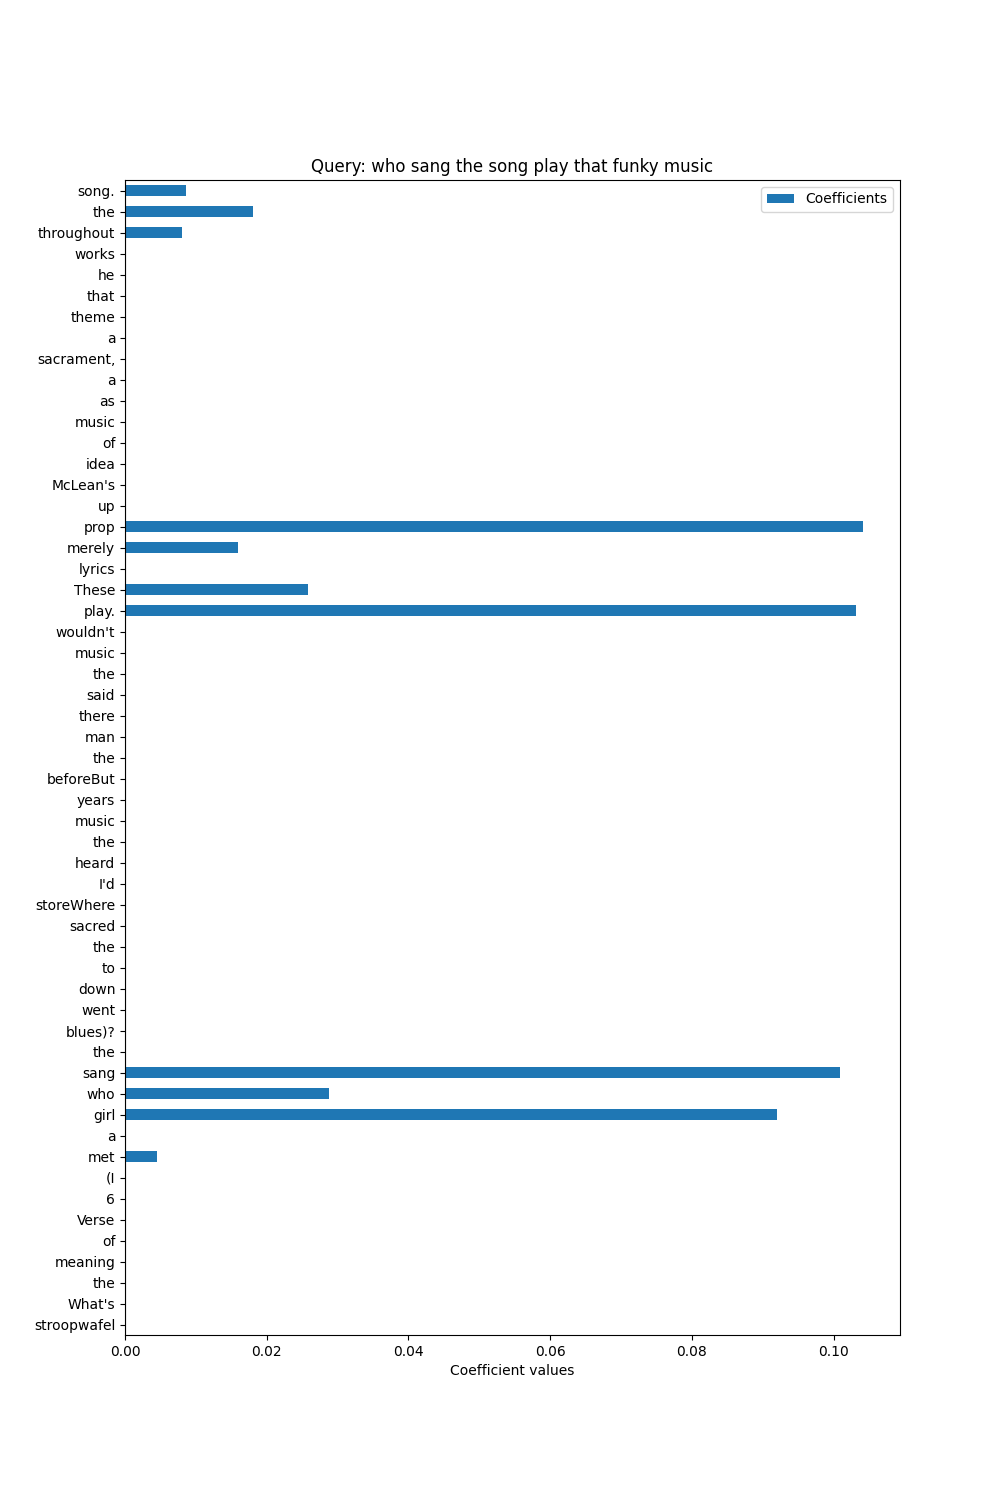 Query: who sang the song play that funky music
Coefficients
song.
the
throughout
works
he
that
theme
a
sacrament,
a
as
music
of
idea
McLean's
up
prop
merely
lyrics
These
play.
wouldn't
music
the
said
there
man
the
beforeBut
years
music
the
heard
I'd
storeWhere
sacred
the
to
down
went
blues)?
the
sang
who
girl
a
met
(I
6
Verse
of
meaning
the
What's
stroopwafel
0.00 0.02 0.04 0.06 0.08 0.10
Coefficient values